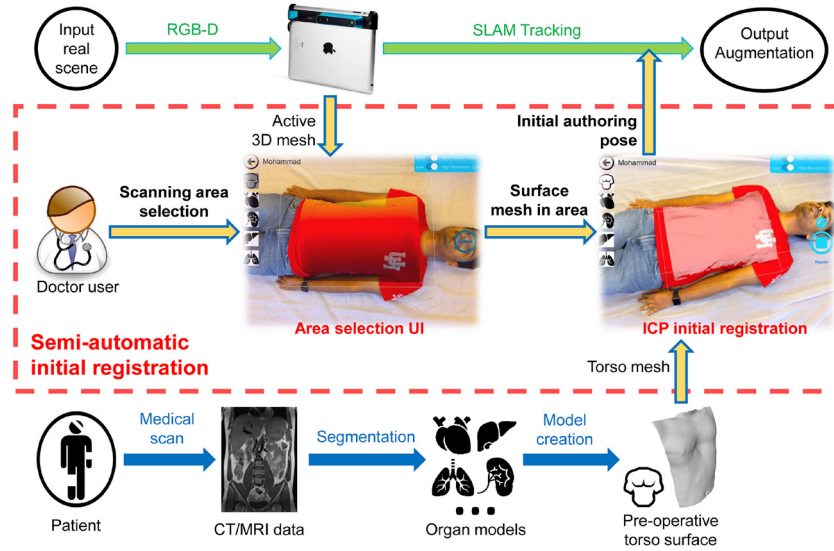 Input
real
scene
RGB-D
SLAM Tracking
Output
Augmentation
Active
3D mesh
Initial authoring
pose
Mohammad
Mohammad
Scanning area
selection
Surface
mesh in area
Doctor user
Area selection UI
ICP initial registration
Semi-automatic
initial registration
Torso mesh
Medical
scan
Segmentation
Model
creation
Patient
CT/MRI data
Organ models
Pre-operative
torso surface